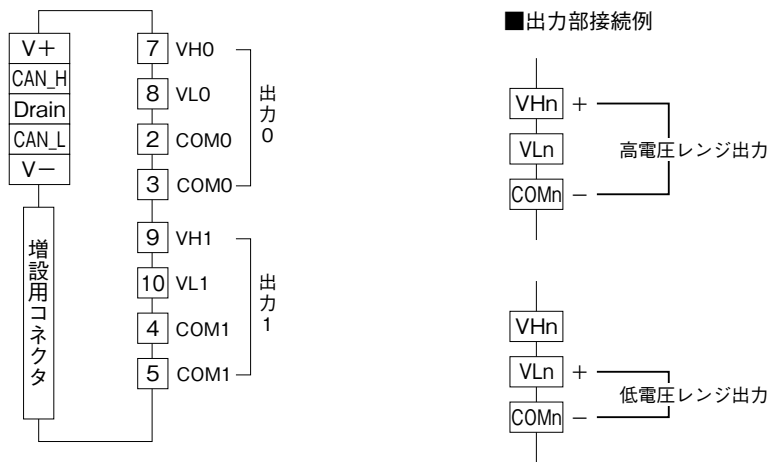 V+
CAN_H
Drain
CAN_L
V−
増設用コネクタ
7 VH0
8 VL0
2 COM0
3 COM0
出力0
9 VH1
10 VL1
4 COM1
5 COM1
出力1
■出力部接続例
VHn +
VLn
COMn −
高電圧レンジ出力
VHn
VLn +
COMn −
低電圧レンジ出力